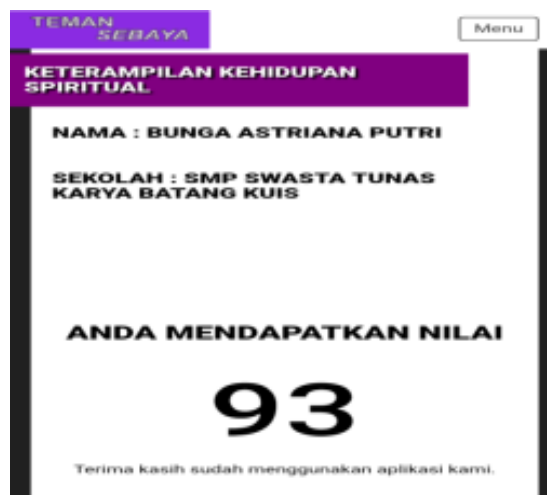 TEMAN
SEBAYA
Menu
KETERAMPILAN KEHIDUPAN
SPIRITUAL
NAMA : BUNGA ASTRIANA PUTRI
SEKOLAH : SMP SWASTA TUNAS
KARYA BATANG KUIS
ANDA MENDAPATKAN NILAI
93
Terima kasih sudah menggunakan aplikasi kami.